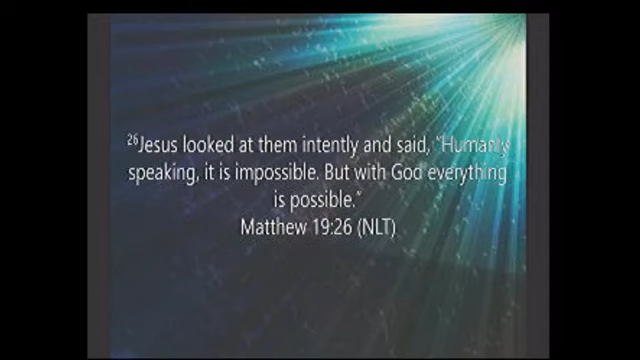 26Jesus looked at them intently and said, "Humanly
speaking, it is impossible. But with God everything
is possible."
Matthew 19:26 (NLT)